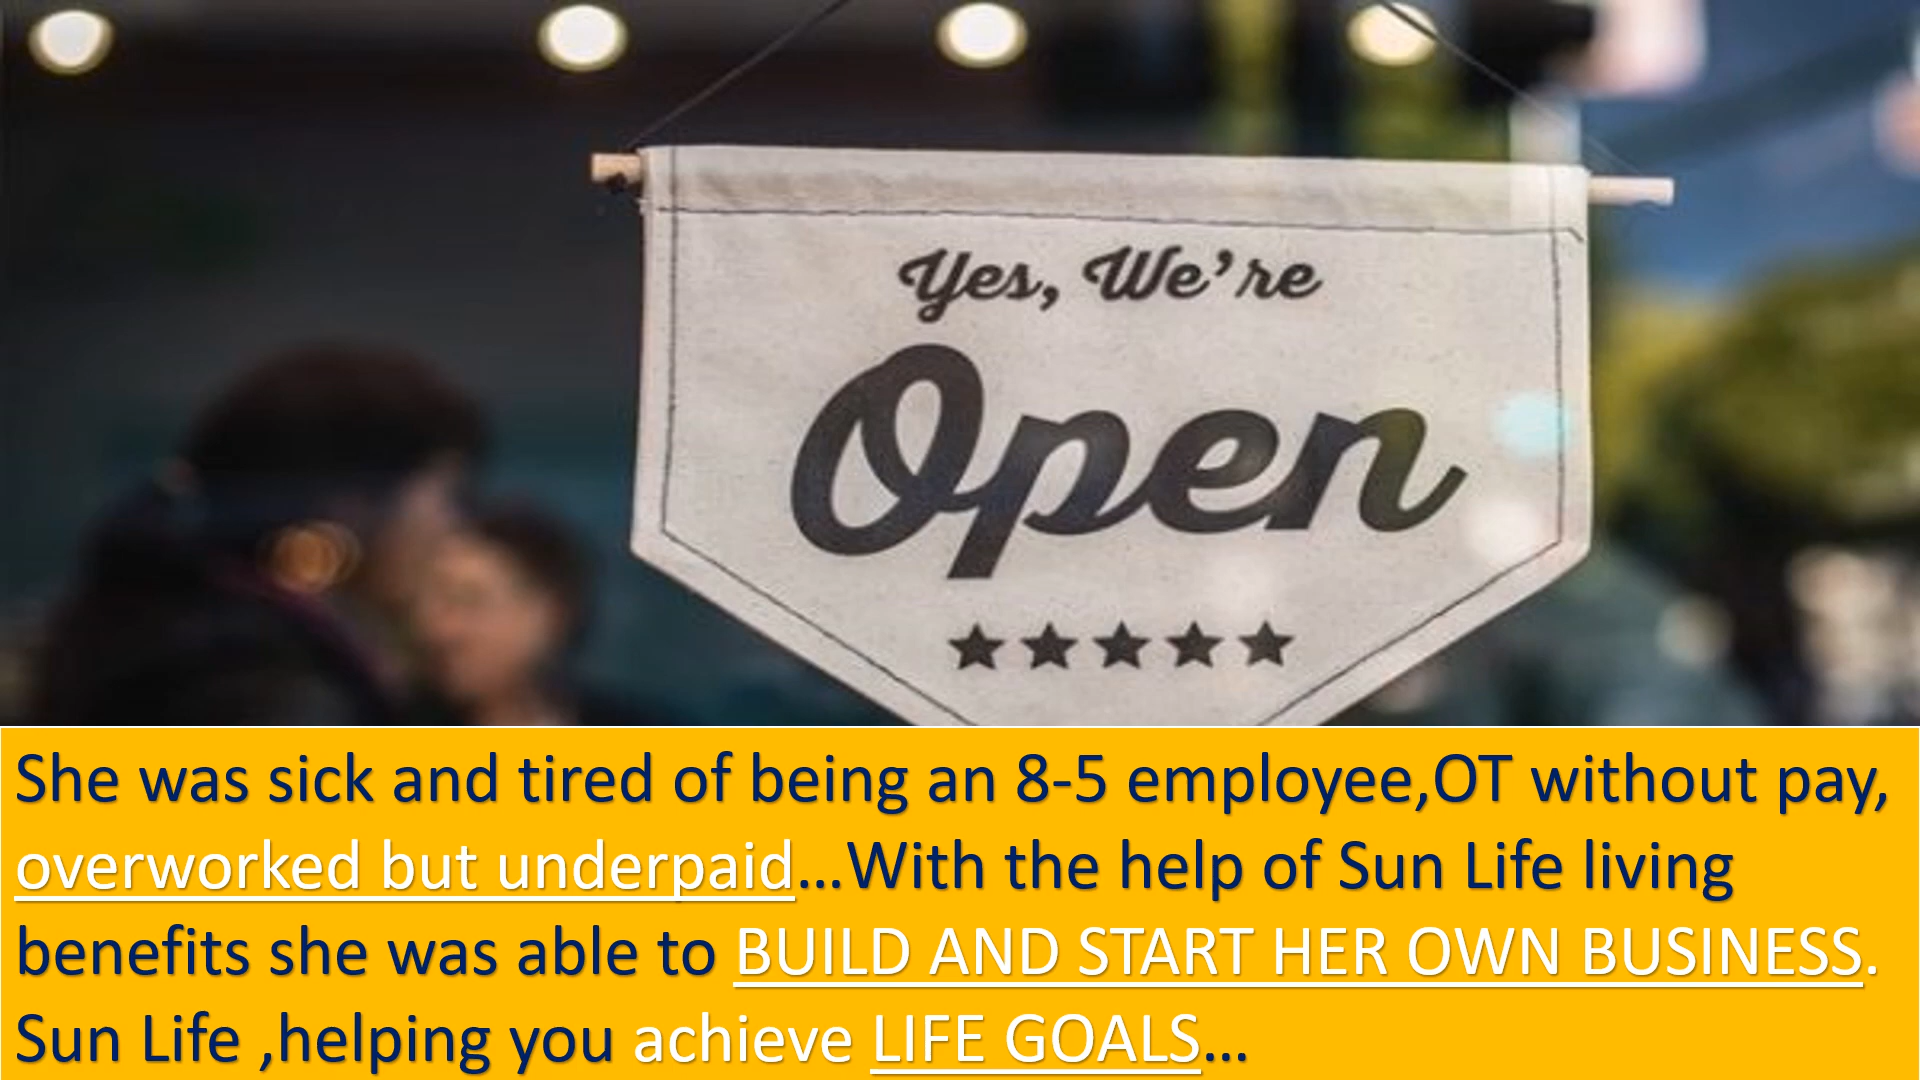 Yes, We're
Open
She was sick and tired of being an 8-5 employee,OT without pay,
overworked but underpaid...With the help of Sun Life living
benefits she was able to BUILD AND START HER OWN BUSINESS.
Sun Life ,helping you achieve LIFE GOALS...